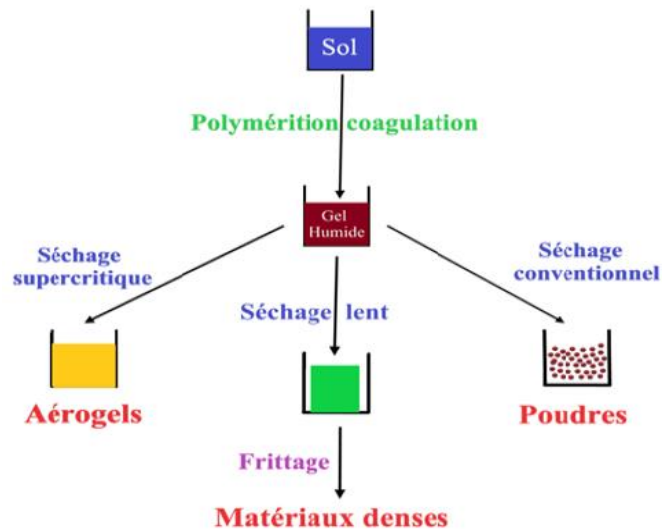 Sol
Polymérition coagulation
Gel
Humide
Séchage
supercritique
Séchage lent
Séchage
conventionnel
Aérogels
Poudres
Frittage
Matériaux denses